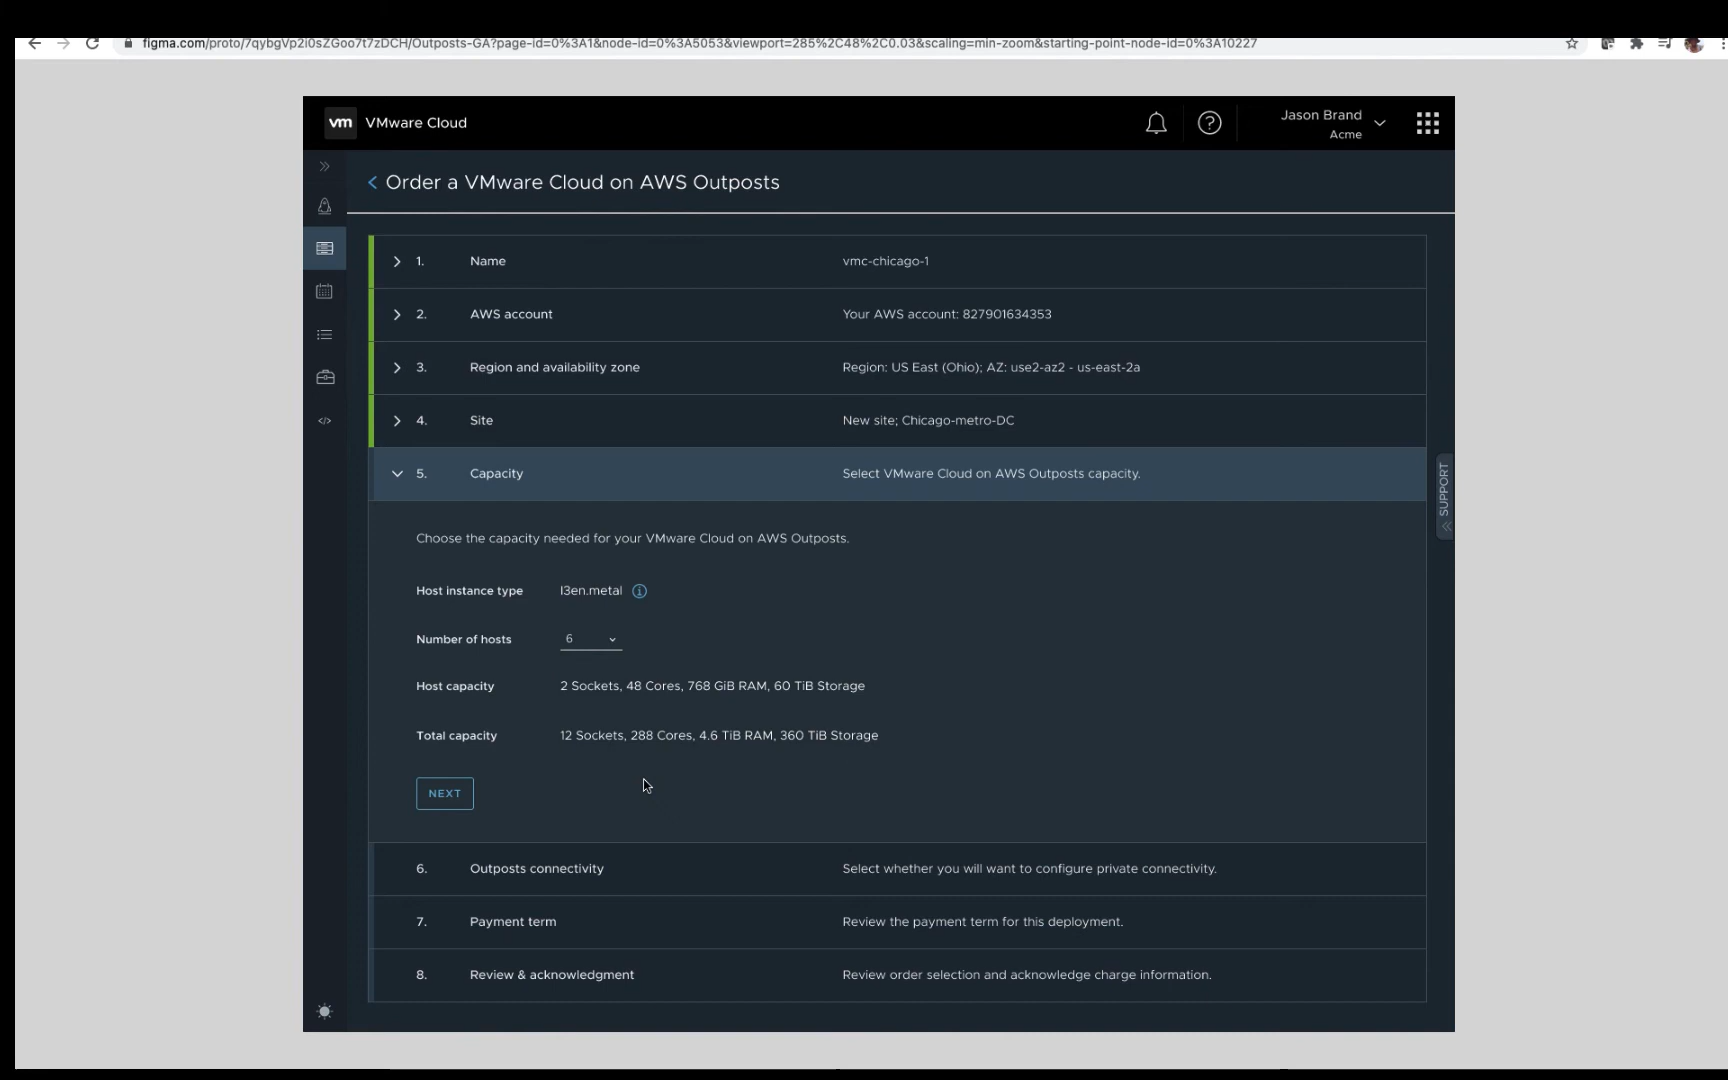 figma.com/proto/7qybgVp2i0sZGoo7t7zDCH/Outposts-GA?page-id=0%3A1&node-id=0%3A5053&viewport=285%2C48%2C0.03&scaling=min-zoom&starting-point-node-id=0%3A10227
vm VMware Cloud
Jason Brand
Acme
Order a VMware Cloud on AWS Outposts
1. Name vmc-chicago-1
2. AWS account Your AWS account: 827901634353
3. Region and availability zone Region: US East (Ohio); AZ: use2-az2 - us-east-2a
4. Site New site; Chicago-metro-DC
5. Capacity Select VMware Cloud on AWS Outposts capacity.
SUPPORT
Choose the capacity needed for your VMware Cloud on AWS Outposts.
Host instance type I3en.metal
Number of hosts 6
Host capacity 2 Sockets, 48 Cores, 768 GiB RAM, 60 TiB Storage
Total capacity 12 Sockets, 288 Cores, 4.6 TiB RAM, 360 TiB Storage
NEXT
6. Outposts connectivity Select whether you will want to configure private connectivity.
7. Payment term Review the payment term for this deployment.
8. Review & acknowledgment Review order selection and acknowledge charge information.